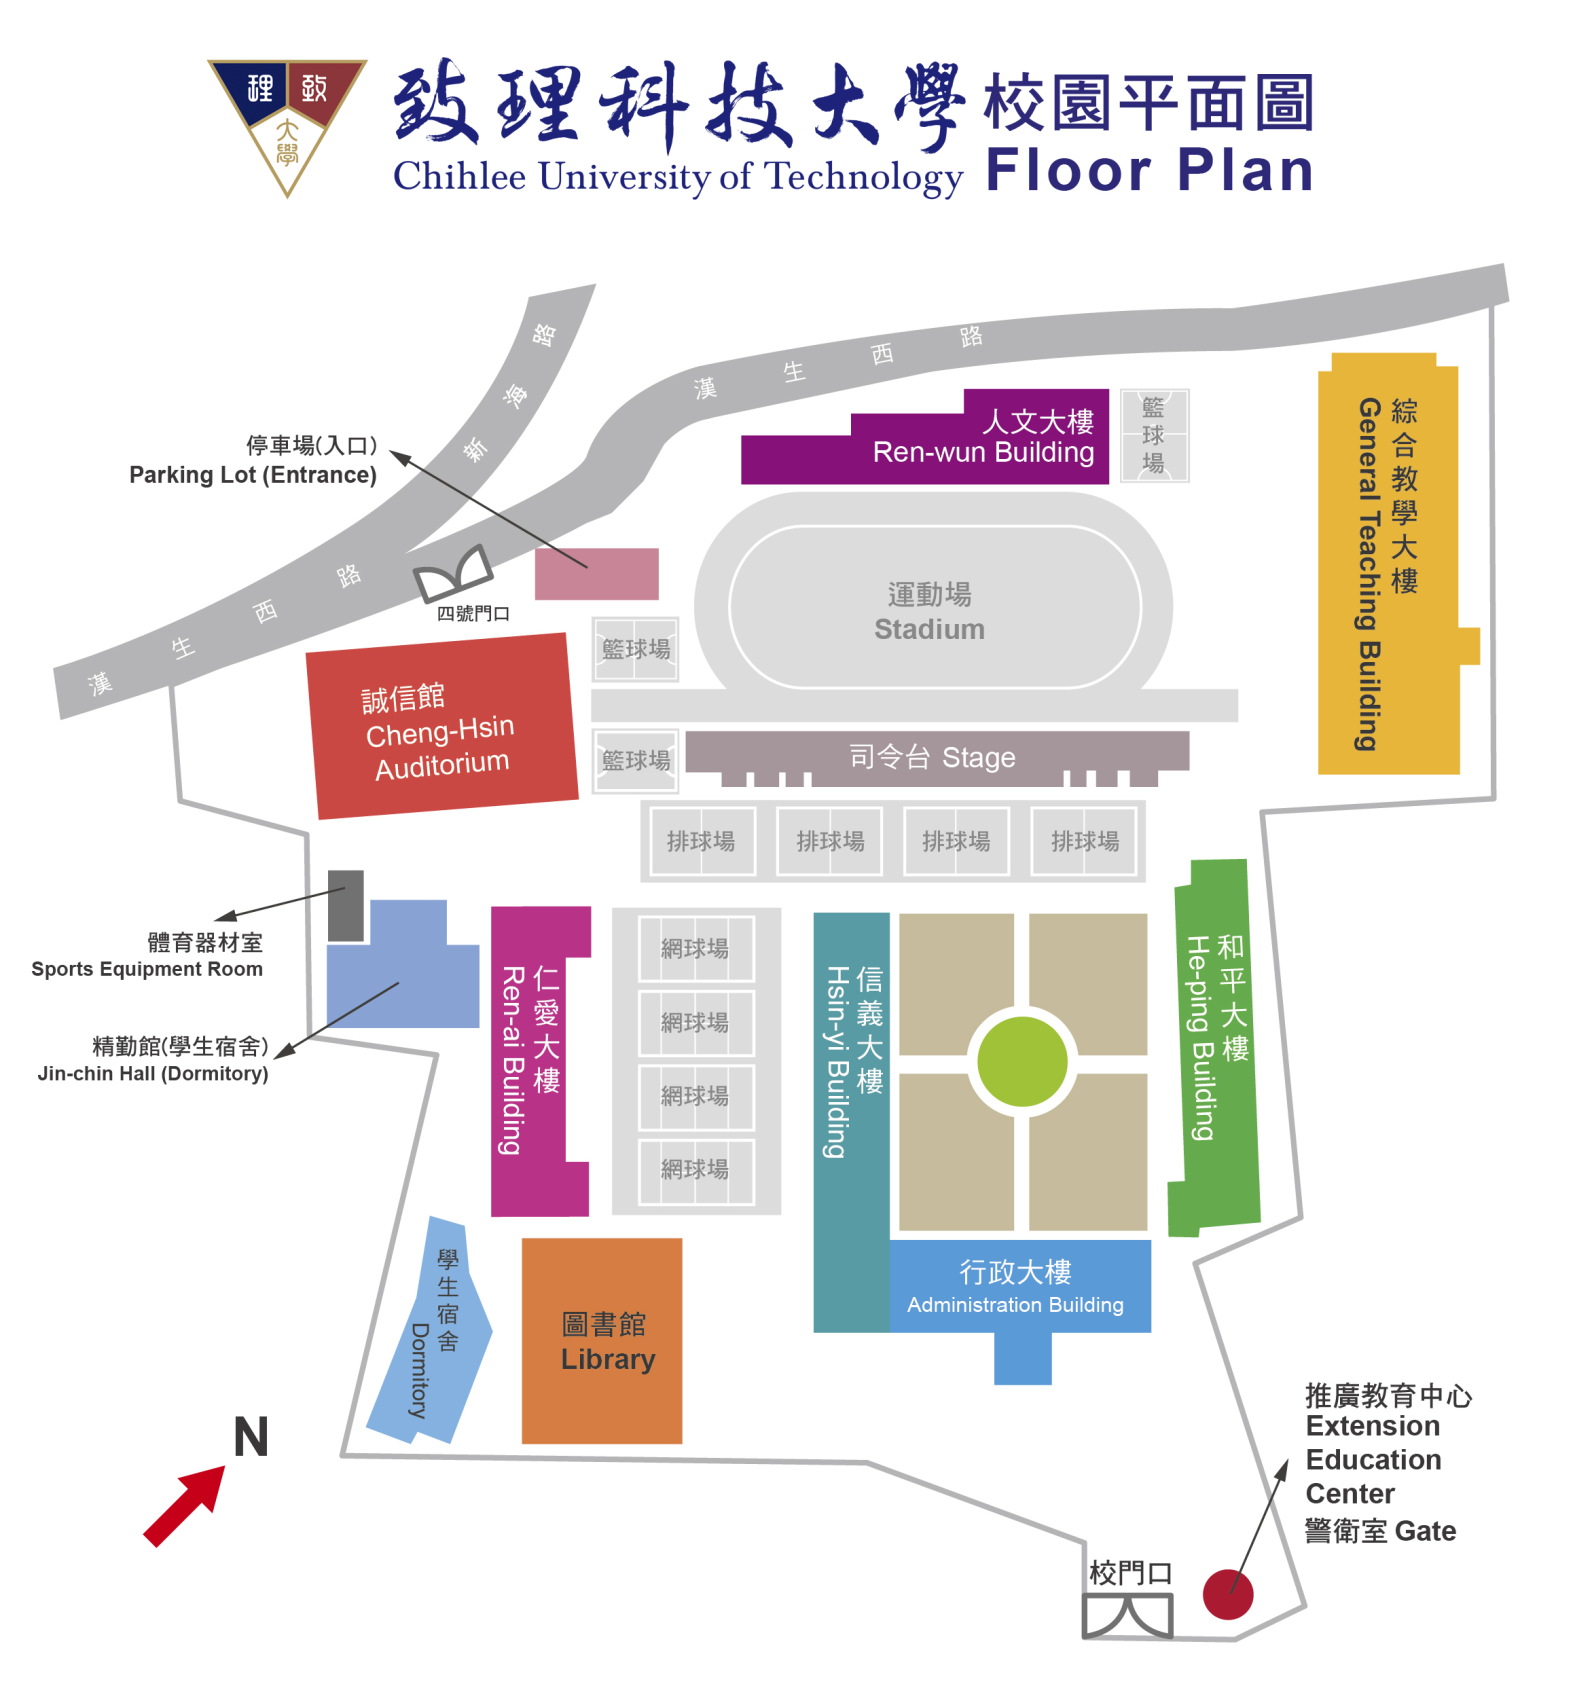 理 致
大學
致理科技大學 校園平面圖
Chihlee University of Technology Floor Plan
新海路
漢生西路
漢生西路
停車場(入口)
Parking Lot (Entrance)
四號門口
人文大樓
Ren-wun Building
籃球場
綜合教學大樓
General Teaching Building
運動場
Stadium
籃球場
誠信館
Cheng-Hsin
Auditorium
籃球場
司令台 Stage
排球場 排球場 排球場 排球場
體育器材室
Sports Equipment Room
精勤館(學生宿舍)
Jin-chin Hall (Dormitory)
仁愛大樓
Ren-ai Building
網球場
網球場
網球場
網球場
信義大樓
Hsin-yi Building
和平大樓
He-ping Building
學生宿舍
Dormitory
圖書館
Library
行政大樓
Administration Building
N
推廣教育中心
Extension
Education
Center
警衛室 Gate
校門口